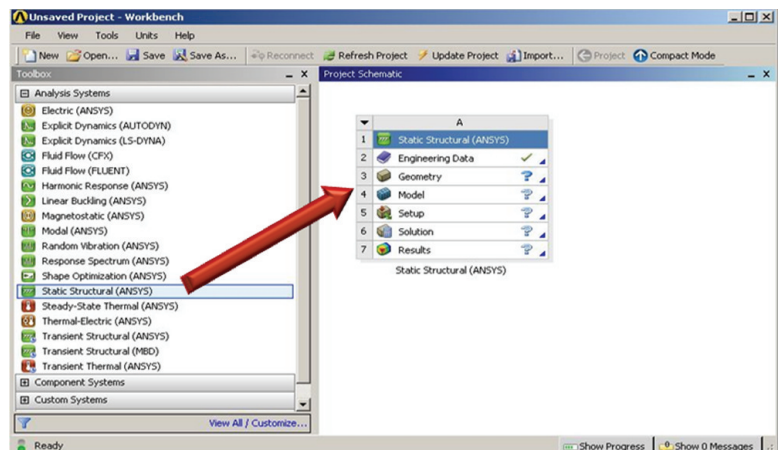 Unsaved Project - Workbench
File View Tools Units Help
New Open... Save Save As... Reconnect Refresh Project Update Project Import... Project Compact Mode
Toolbox
Project Schematic
Analysis Systems
Electric (ANSYS)
Explicit Dynamics (AUTODYN)
Explicit Dynamics (LS-DYNA)
Fluid Flow (CFX)
Fluid Flow (FLUENT)
Harmonic Response (ANSYS)
Linear Buckling (ANSYS)
Magnetostatic (ANSYS)
Modal (ANSYS)
Random Vibration (ANSYS)
Response Spectrum (ANSYS)
Shape Optimization (ANSYS)
Static Structural (ANSYS)
Steady-State Thermal (ANSYS)
Thermal-Electric (ANSYS)
Transient Structural (ANSYS)
Transient Structural (MBD)
Transient Thermal (ANSYS)
Component Systems
Custom Systems
View All / Customize...
A
1 Static Structural (ANSYS)
2 Engineering Data
3 Geometry
4 Model
5 Setup
6 Solution
7 Results
Static Structural (ANSYS)
Ready
Show Progress Show 0 Messages